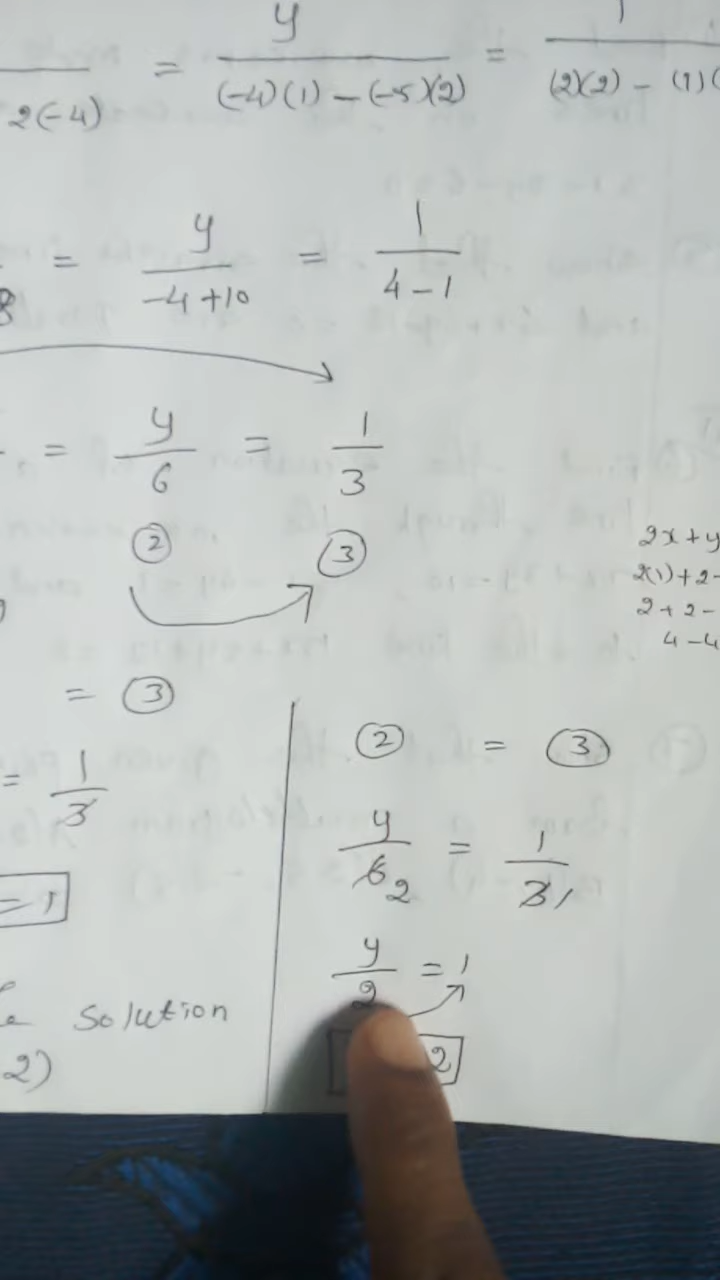 2(-4) = y/((-4)(1) - (-5)(2)) = 1/((2)(2) - (1)(
8 = y/(-4+10) = 1/(4-1)
= y/6 = 1/3
② ③
2x+y
2(1)+2-
2+2-
4-4
= ③
= 1/3
= 1
solution
2)
② = ③
y/6 2 = 1/3 1
y/2 = 1
2